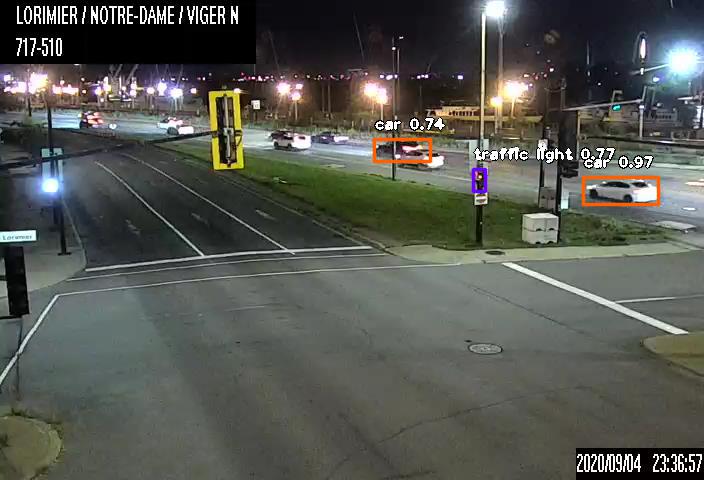 LORIMIER / NOTRE-DAME / VIGER N
717-510
car 0.74
traffic light 0.77
car 0.97
Lorimier
2020/09/04 23:36:57